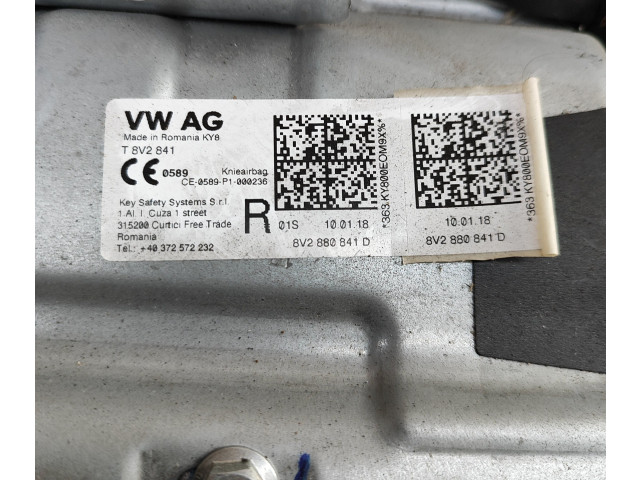 VW AG
Made in Romania KY8
T 8V2 841
CE 0589 Knieairbag
CE-0589-P1-000236
Key Safety Systems S.r.l
1.Al. I. Cuza 1 street
315200 Curtici Free Trade
Romania
Tel.: +40 372 572 232
R
01S 10.01.18
8V2 880 841 D
*363 KY800EOM9X%*
10.01.18
8V2 880 841 D
*363 KY800EOM9X%*